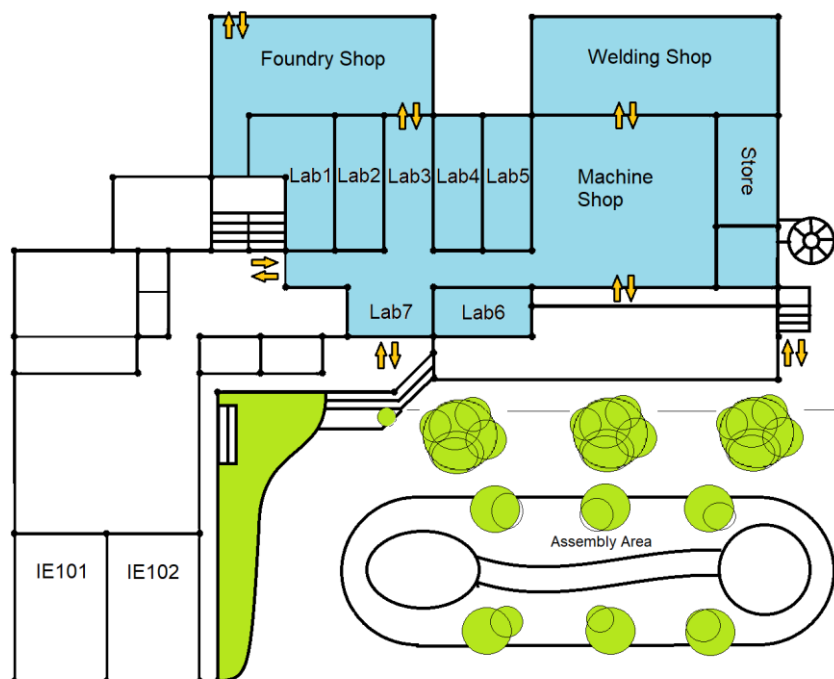 Foundry Shop
Welding Shop
Lab1
Lab2
Lab3
Lab4
Lab5
Machine
Shop
Store
Lab7
Lab6
IE101
IE102
Assembly Area